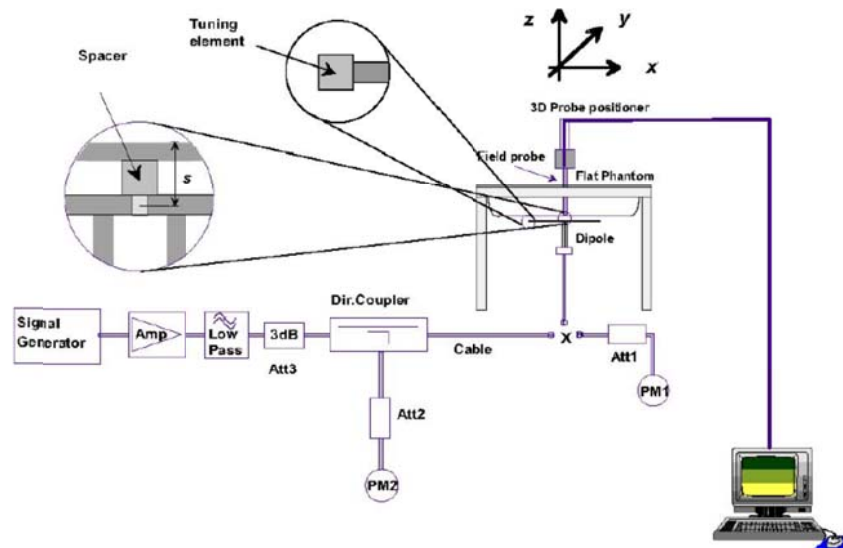 Tuning
element
Spacer
s
z
y
x
3D Probe positioner
Field probe
Flat Phantom
Dipole
Dir.Coupler
Signal
Generator
Amp
Low
Pass
3dB
Att3
Cable
X
Att1
PM1
Att2
PM2